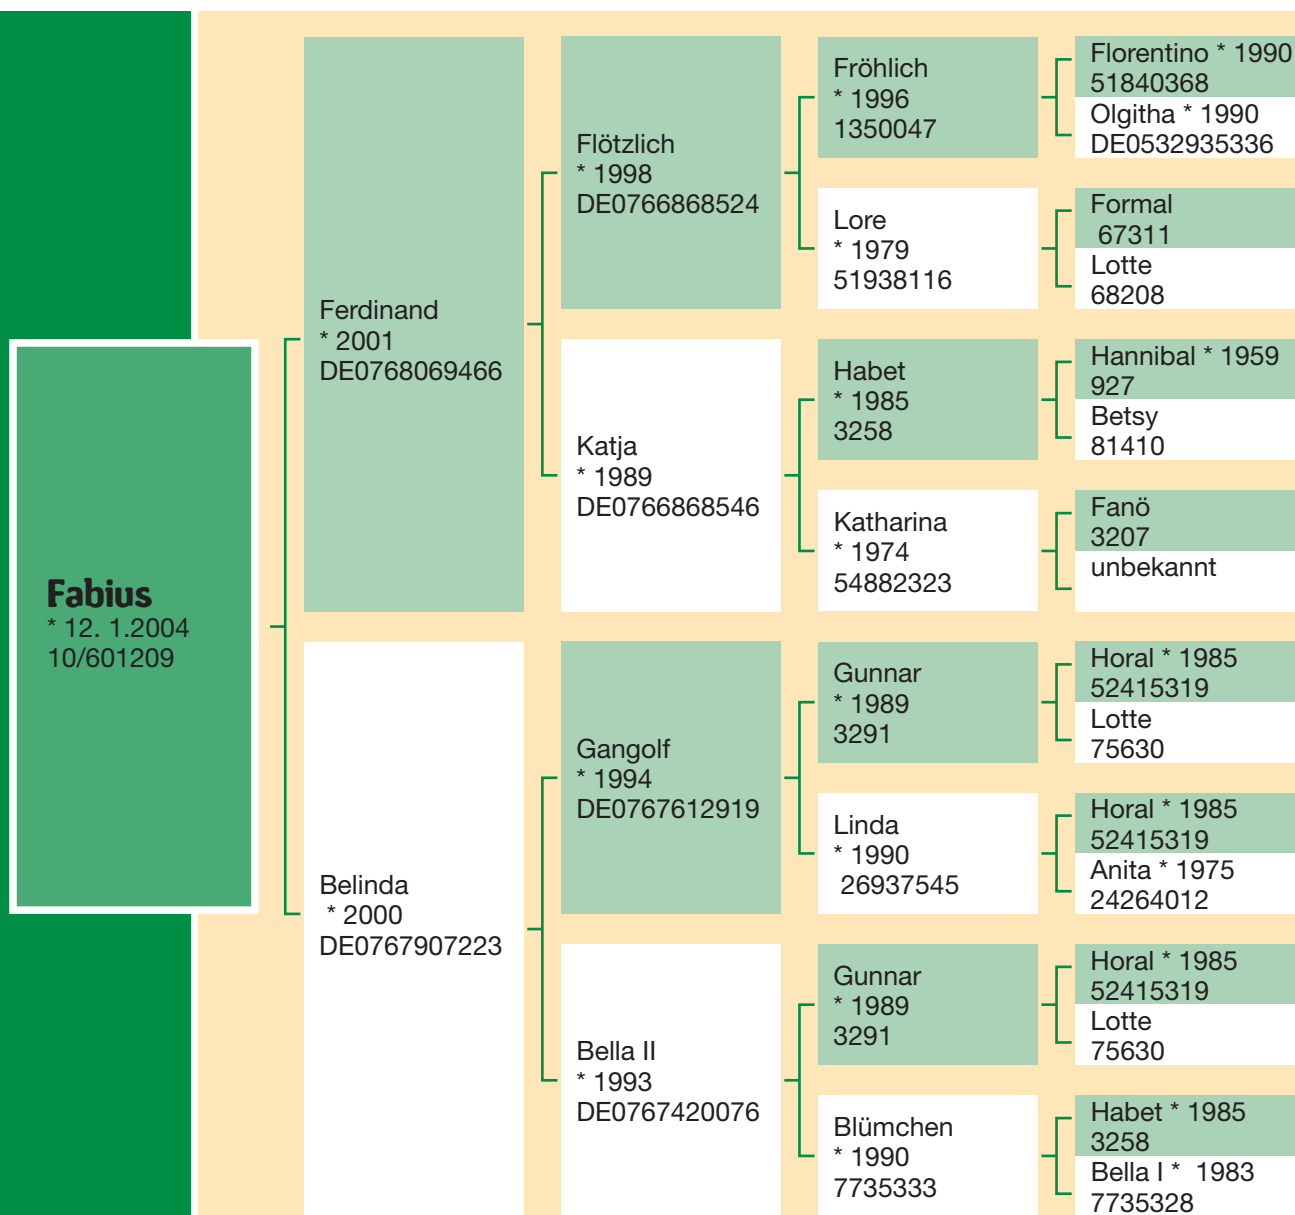 Fabius
* 12. 1.2004
10/601209
Ferdinand
* 2001
DE0768069466
Belinda
* 2000
DE0767907223
Flötzlich
* 1998
DE0766868524
Katja
* 1989
DE0766868546
Gangolf
* 1994
DE0767612919
Bella II
* 1993
DE0767420076
Fröhlich
* 1996
1350047
Lore
* 1979
51938116
Habet
* 1985
3258
Katharina
* 1974
54882323
Gunnar
* 1989
3291
Linda
* 1990
26937545
Gunnar
* 1989
3291
Blümchen
* 1990
7735333
Florentino * 1990
51840368
Olgitha * 1990
DE0532935336
Formal
67311
Lotte
68208
Hannibal * 1959
927
Betsy
81410
Fanö
3207
unbekannt
Horal * 1985
52415319
Lotte
75630
Horal * 1985
52415319
Anita * 1975
24264012
Horal * 1985
52415319
Lotte
75630
Habet * 1985
3258
Bella I * 1983
7735328